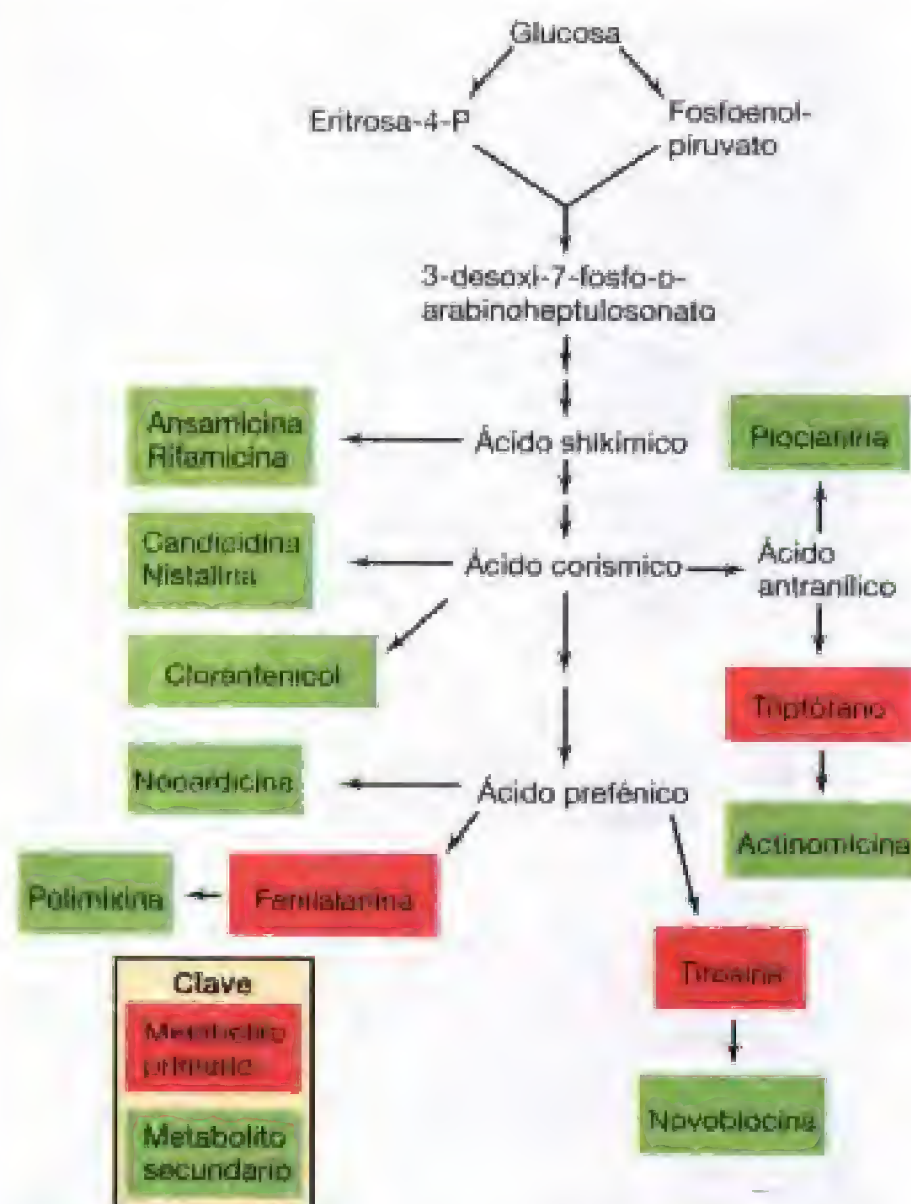 Glucosa
Eritrosa-4-P
Fosfoenol-
piruvato
3-desoxi-7-fosfo-D-
arabinoheptulosonato
Ansamicina
Rifamicina
Ácido shikímico
Piocianina
Candicidina
Nistatina
Ácido corísmico
Ácido
antranílico
Cloranfenicol
Triptófano
Nocardicina
Ácido prefénico
Actinomicina
Polimixina
Fenilalanina
Tirosina
Clave
Metabolito
primario
Novobiocina
Metabolito
secundario